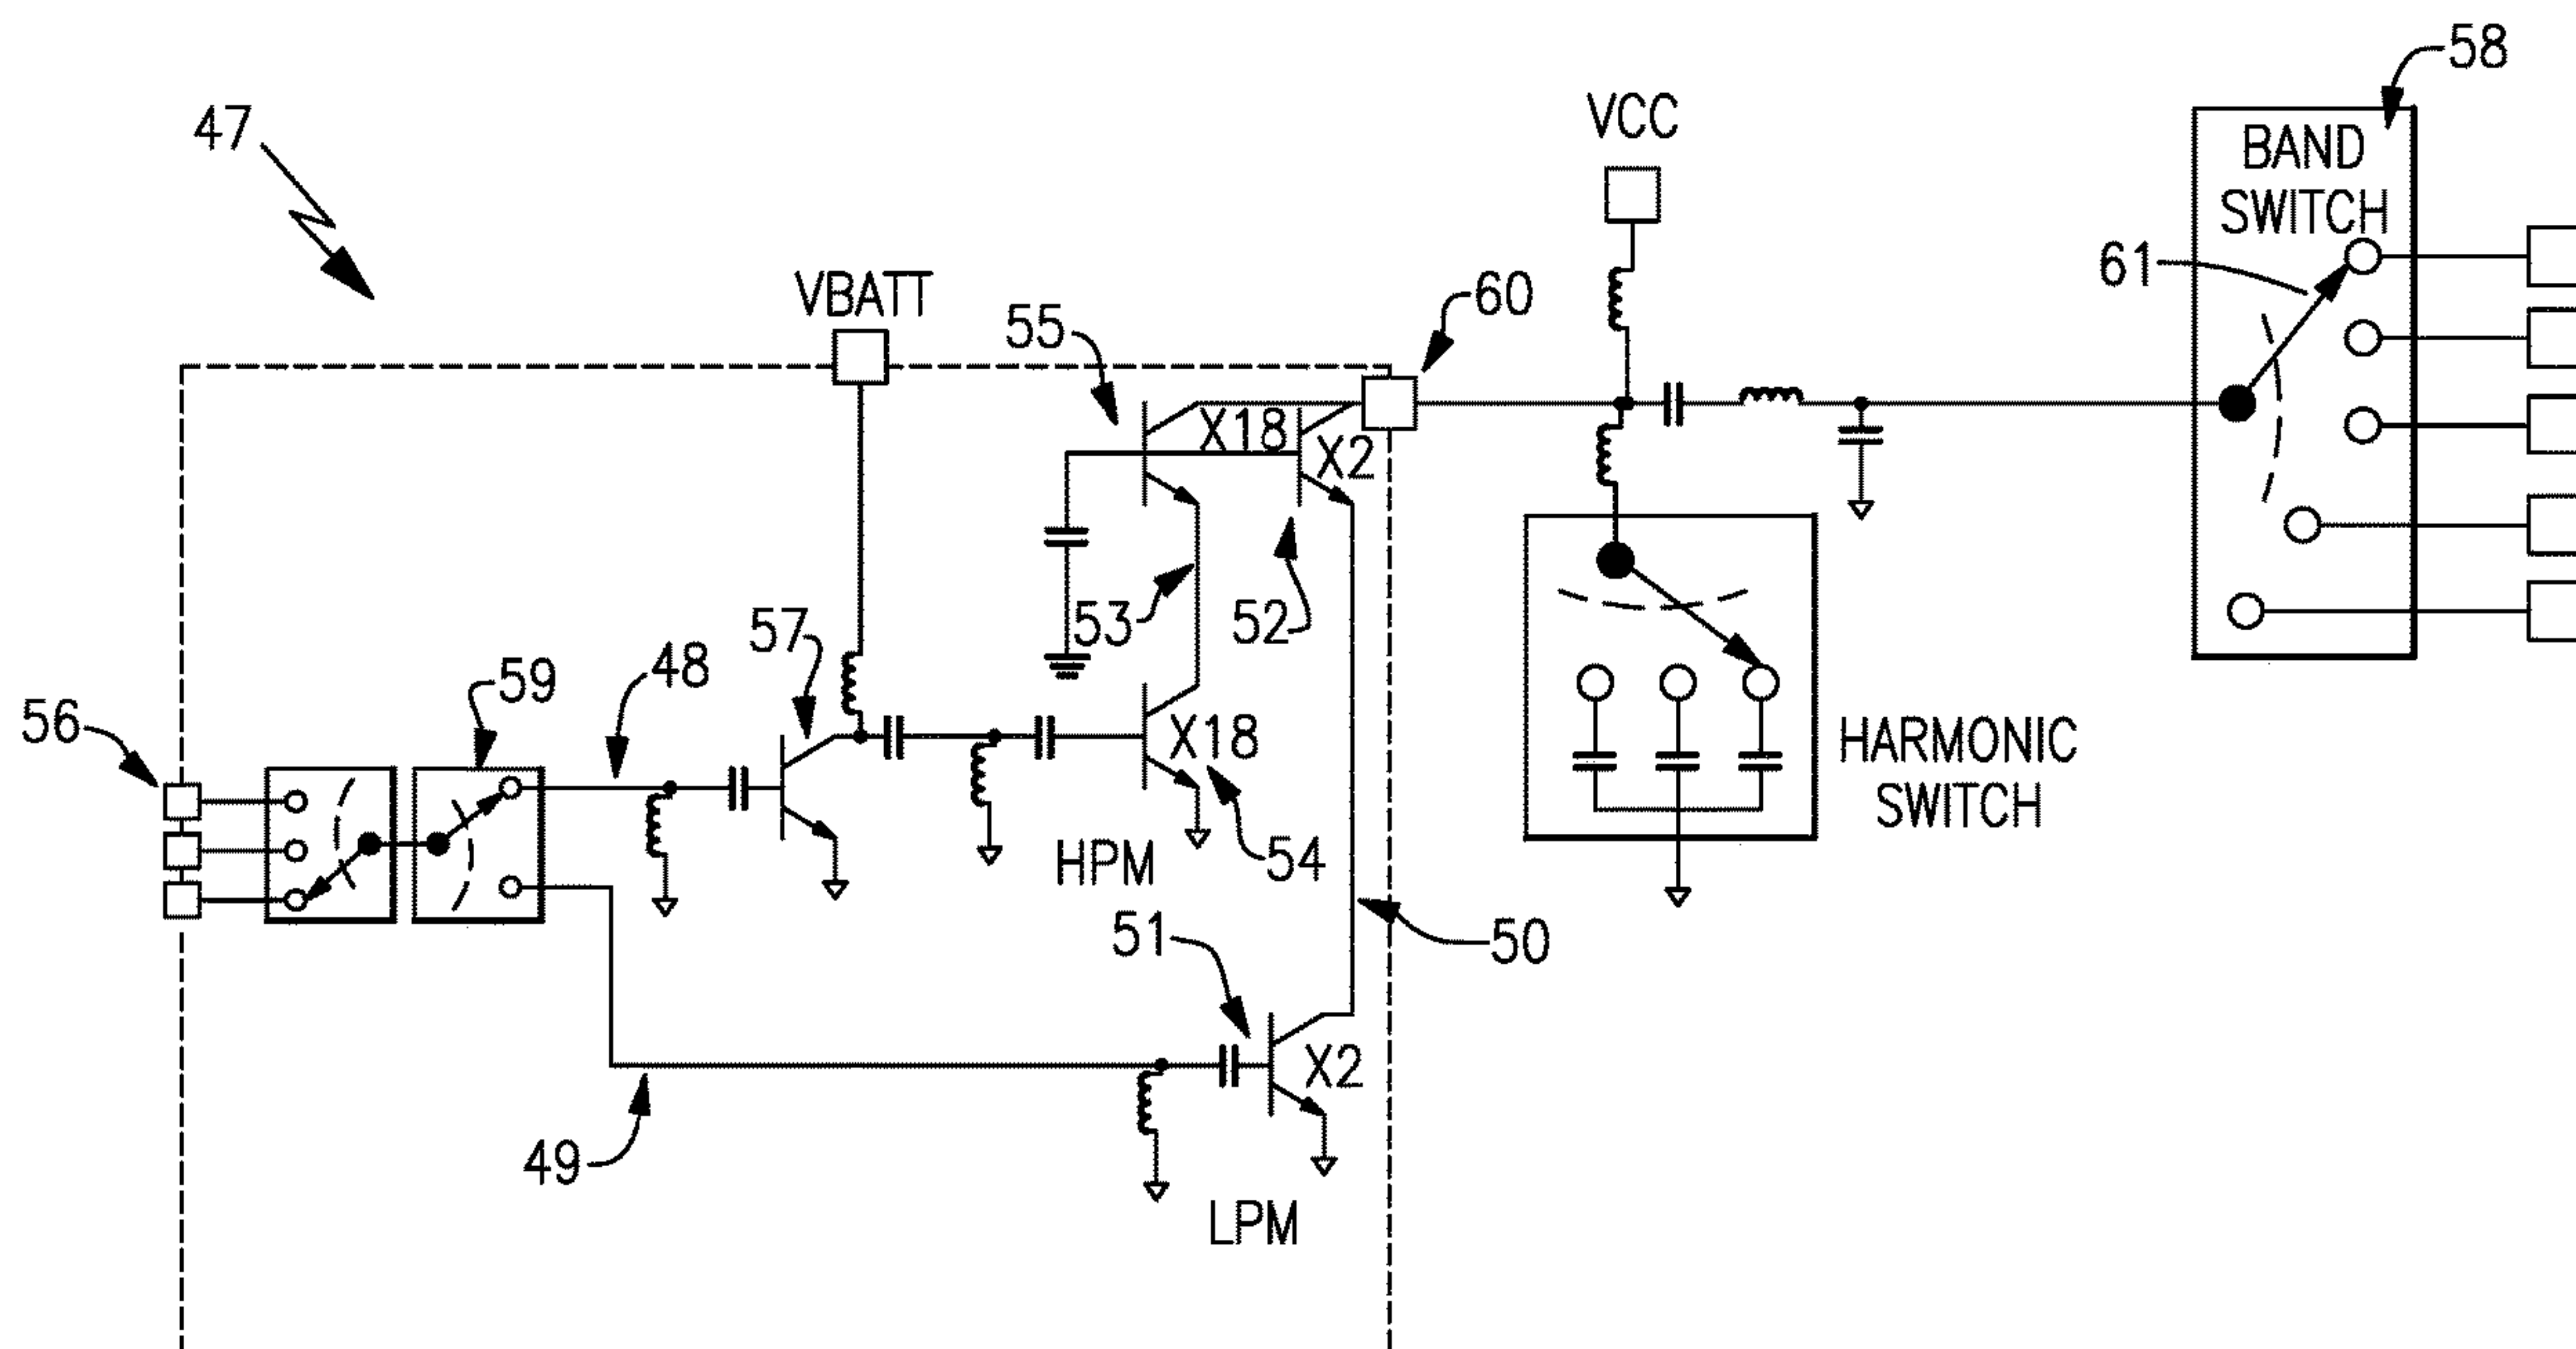 58
VCC
BAND
SWITCH
47
61
VBATT
60
55
X18
X2
53
52
57
48
59
56
X18
HARMONIC
SWITCH
HPM
54
51
50
X2
49
LPM